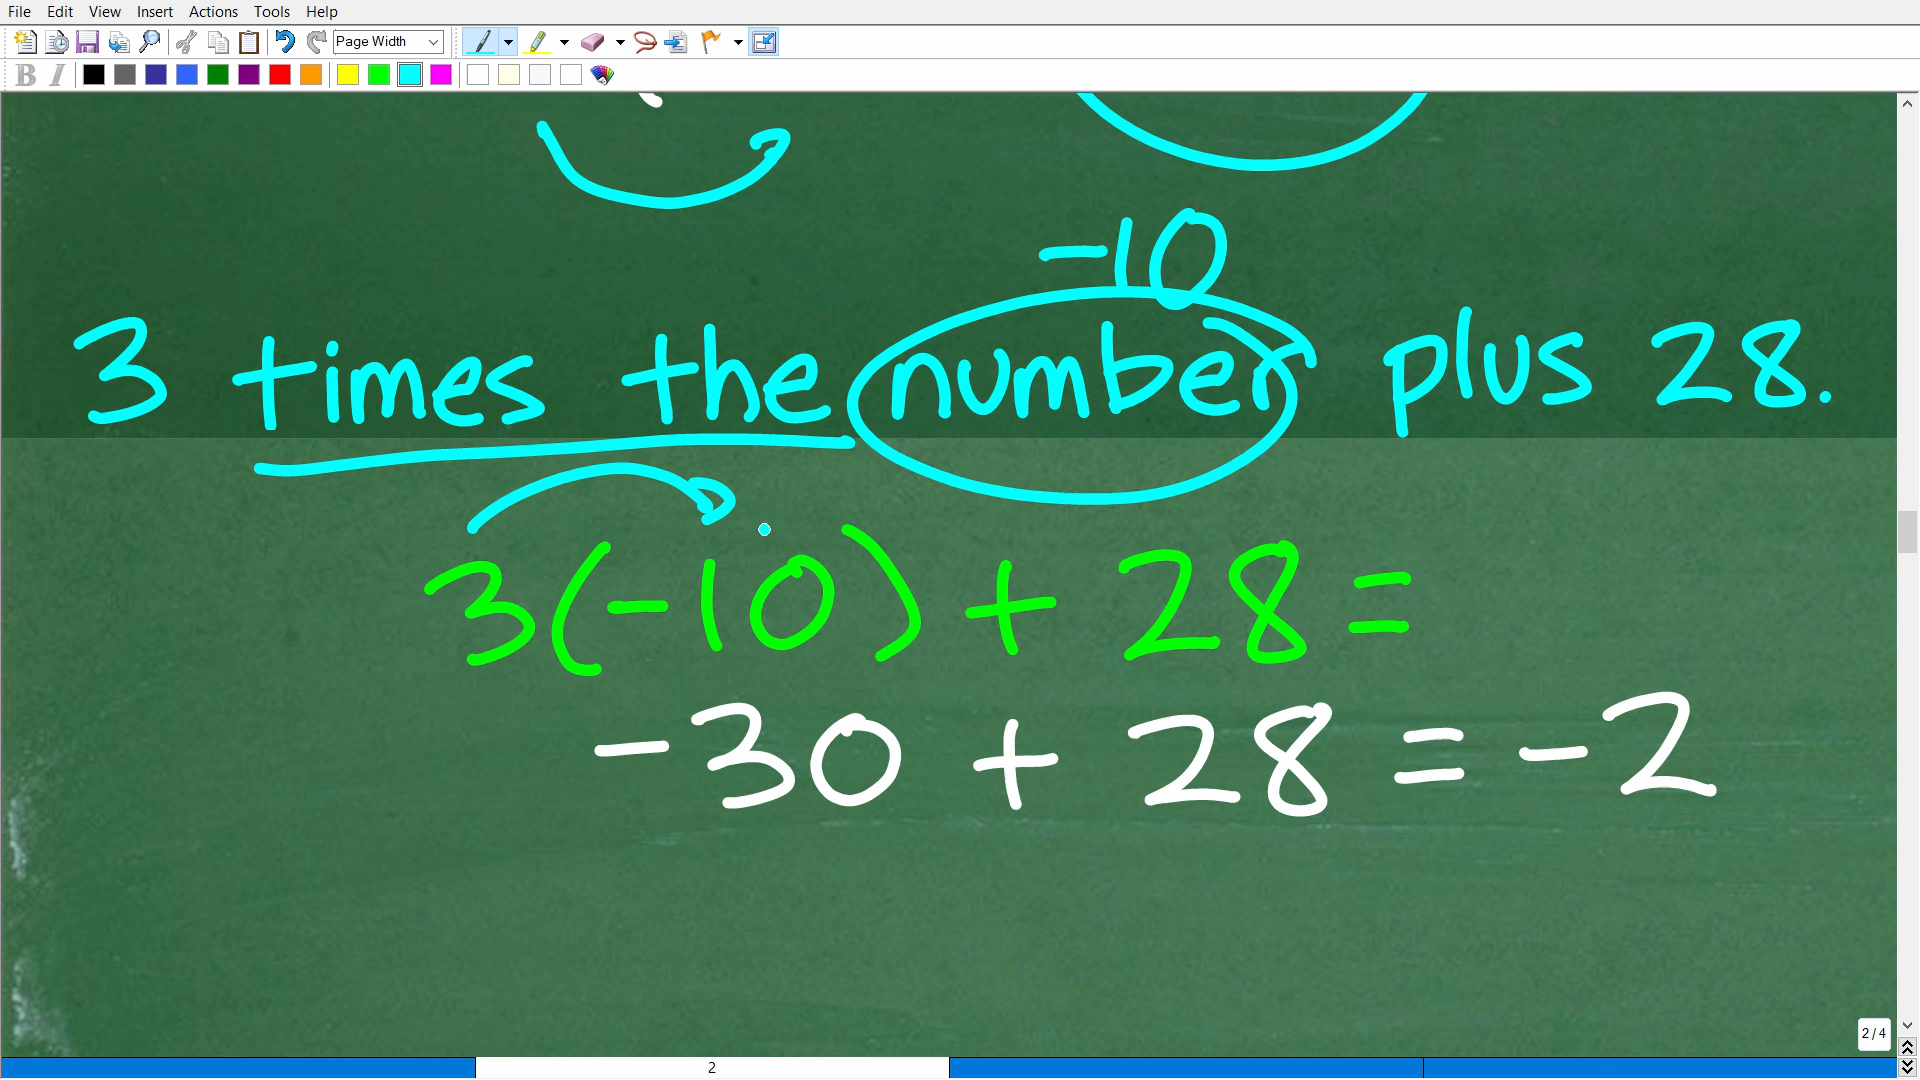 File Edit View Insert Actions Tools Help
Page Width
B I
-10
3 times the number plus 28.
3(-10) + 28 =
-30 + 28 = -2
2 / 4
2